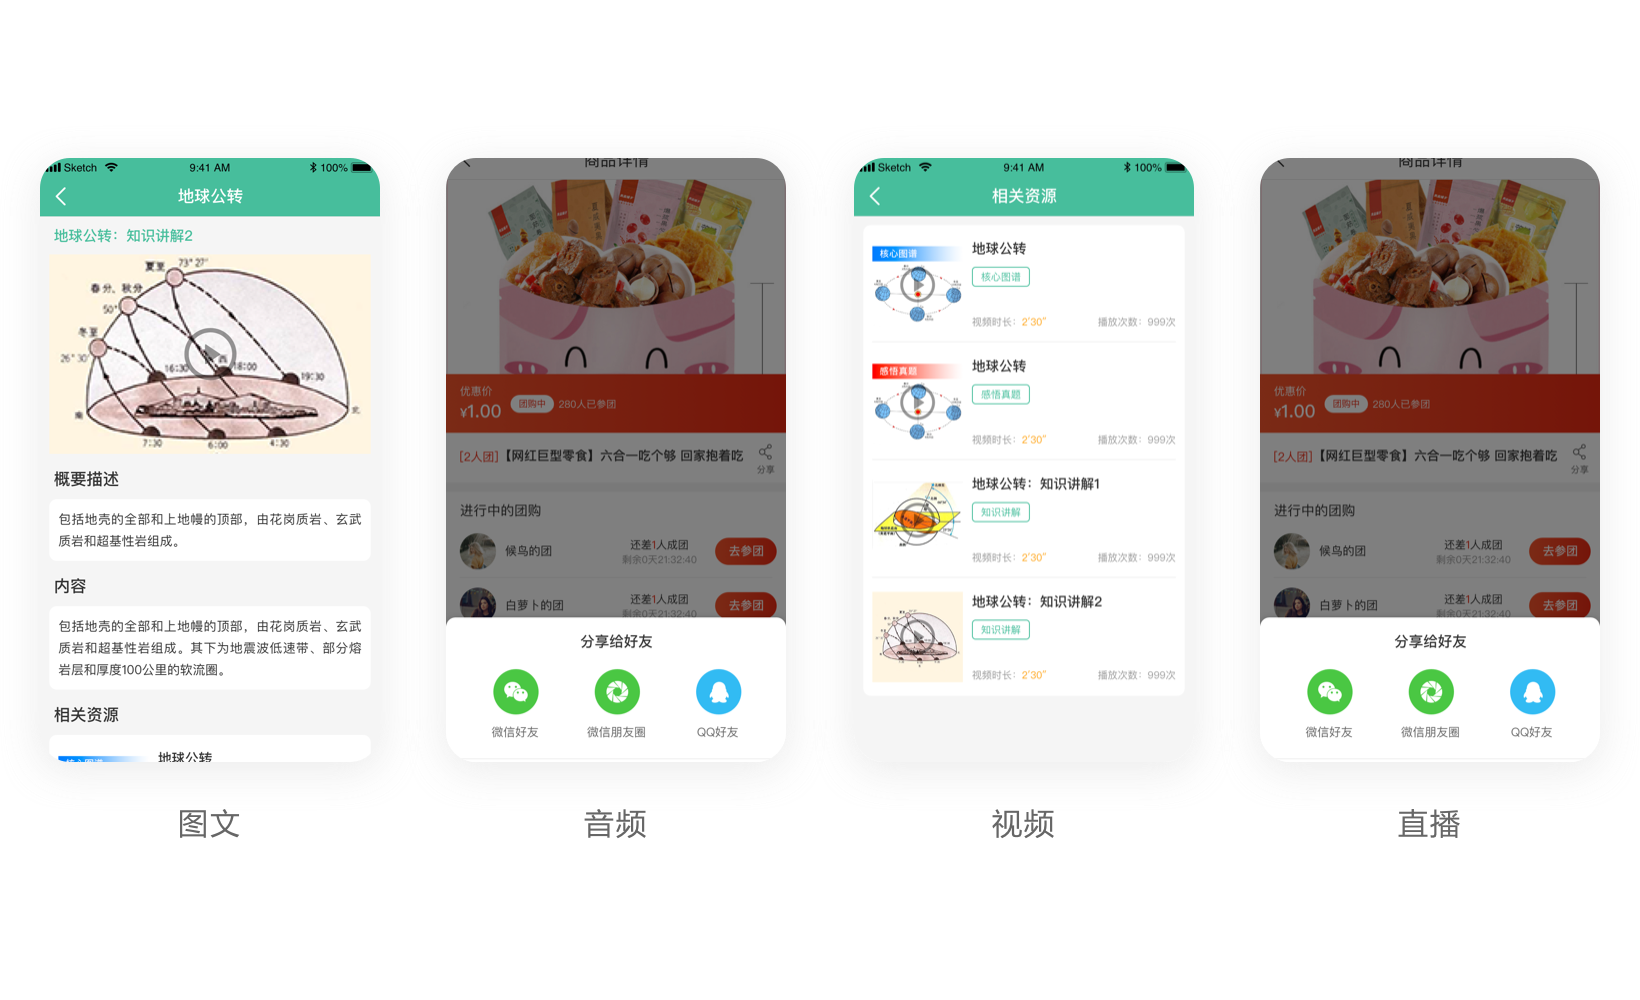 Sketch 9:41 AM 100%
地球公转
地球公转：知识讲解2
夏至 73° 27'
春分、秋分
50°
冬至
26° 30'
16:30 西 18:00 19:30
南 北
7:30 6:00 4:30
概要描述
包括地壳的全部和上地幔的顶部，由花岗质岩、玄武
质岩和超基性岩组成。
内容
包括地壳的全部和上地幔的顶部，由花岗质岩、玄武
质岩和超基性岩组成。其下为地震波低速带、部分熔
岩层和厚度100公里的软流圈。
相关资源
核心图谱 地球公转
图文
商品详情
优惠价
¥1.00 团购中 280人已参团
[2人团]【网红巨型零食】六合一吃个够 回家抱着吃
分享
进行中的团购
候鸟的团 还差1人成团 去参团
剩余0天21:32:40
白萝卜的团 还差1人成团 去参团
剩余0天21:32:40
分享给好友
微信好友 微信朋友圈 QQ好友
音频
Sketch 9:41 AM 100%
相关资源
核心图谱 地球公转
核心图谱
视频时长：2'30" 播放次数：999次
感悟真题 地球公转
感悟真题
视频时长：2'30" 播放次数：999次
地球公转：知识讲解1
知识讲解
视频时长：2'30" 播放次数：999次
地球公转：知识讲解2
知识讲解
视频时长：2'30" 播放次数：999次
视频
商品详情
优惠价
¥1.00 团购中 280人已参团
[2人团]【网红巨型零食】六合一吃个够 回家抱着吃
分享
进行中的团购
候鸟的团 还差1人成团 去参团
剩余0天21:32:40
白萝卜的团 还差1人成团 去参团
剩余0天21:32:40
分享给好友
微信好友 微信朋友圈 QQ好友
直播